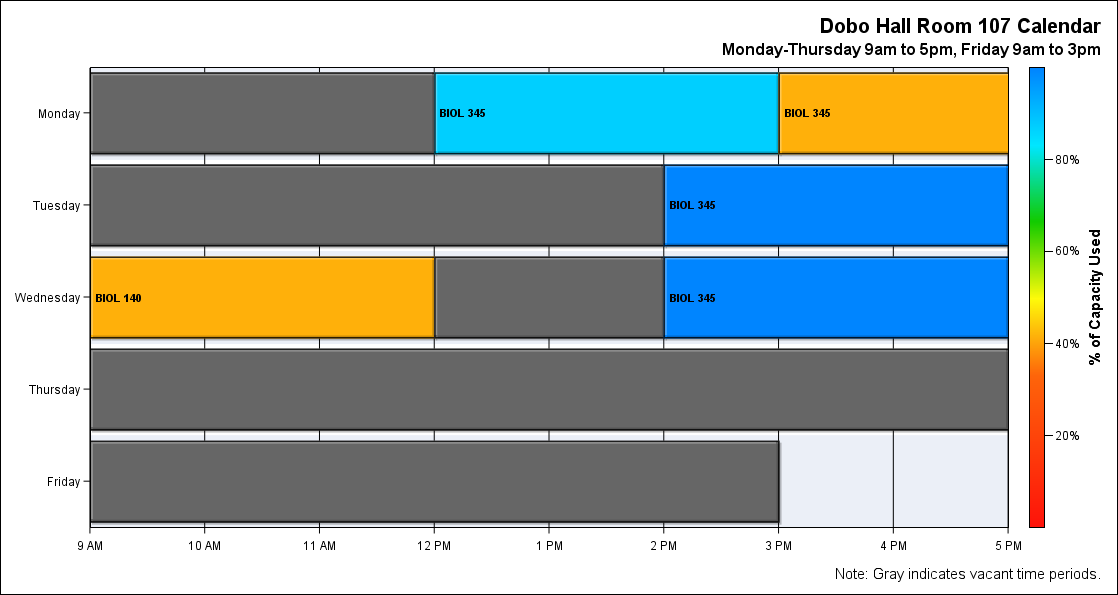 Dobo Hall Room 107 Calendar
Monday-Thursday 9am to 5pm, Friday 9am to 3pm
Monday
BIOL 345
BIOL 345
80%
Tuesday
BIOL 345
60%
% of Capacity Used
Wednesday
BIOL 140
BIOL 345
40%
Thursday
20%
Friday
9 AM 10 AM 11 AM 12 PM 1 PM 2 PM 3 PM 4 PM 5 PM
Note: Gray indicates vacant time periods.